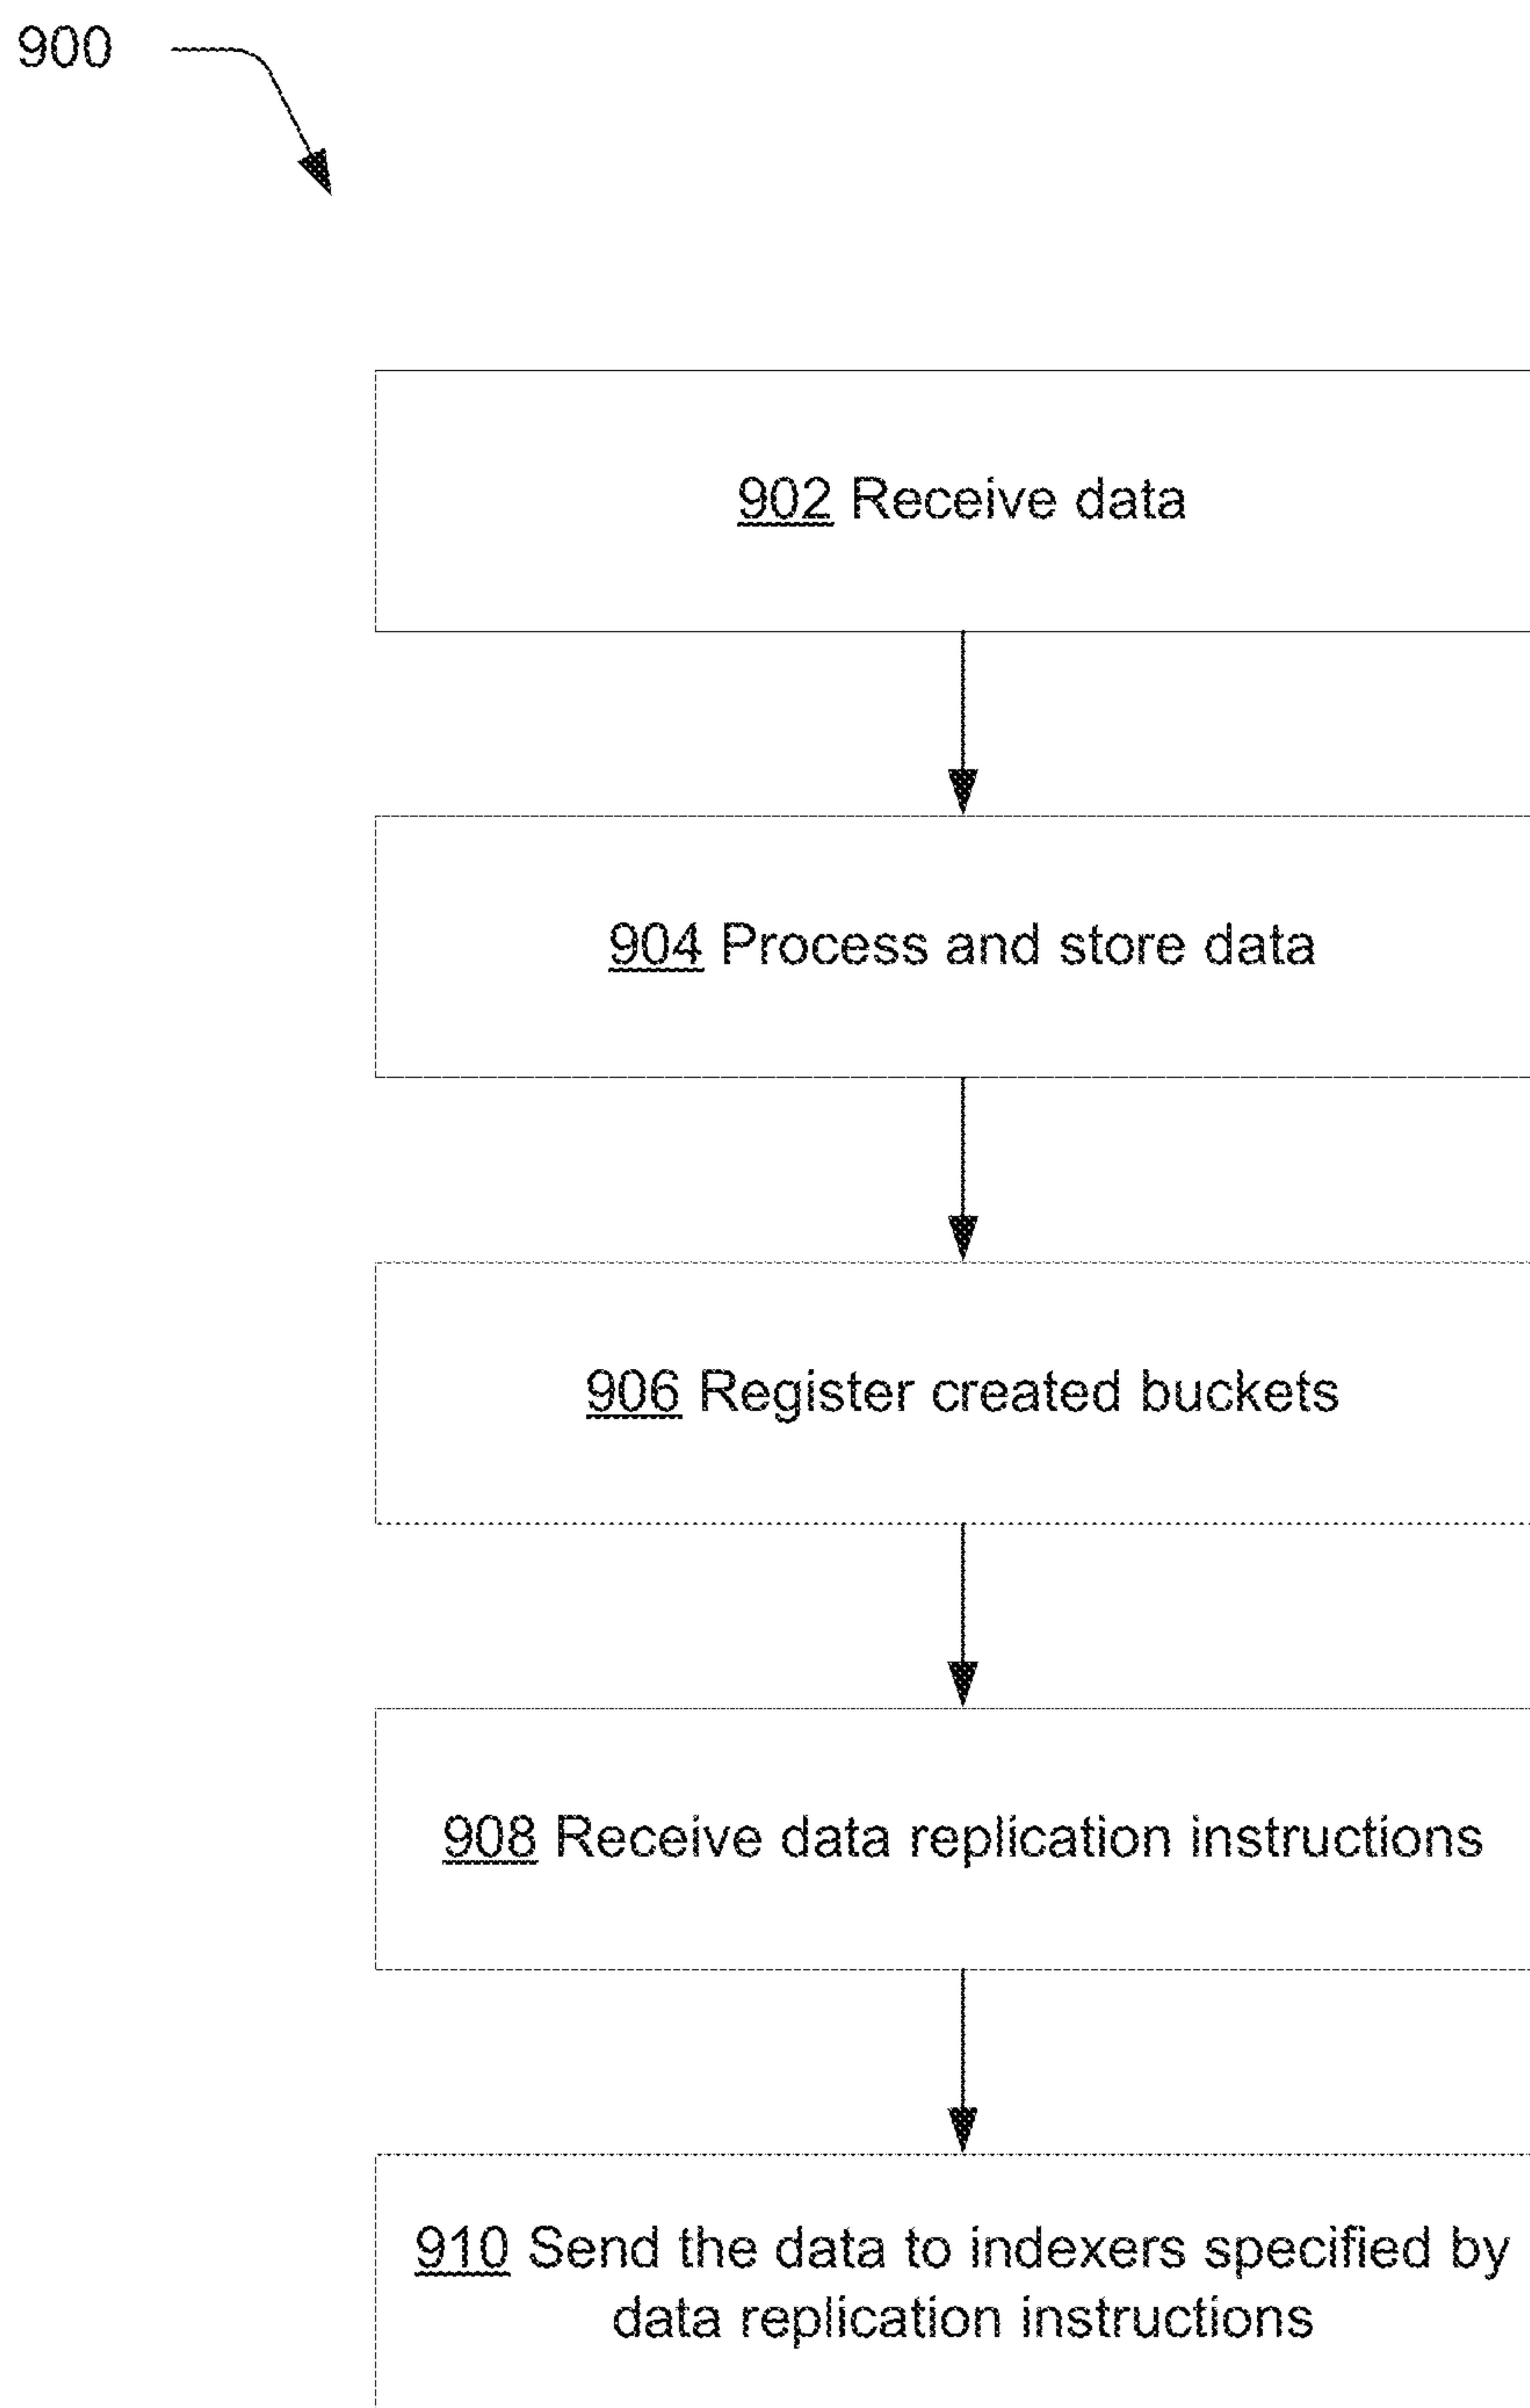 900
902 Receive data
904 Process and store data
906 Register created buckets
908 Receive data replication instructions
910 Send the data to indexers specified by
data replication instructions